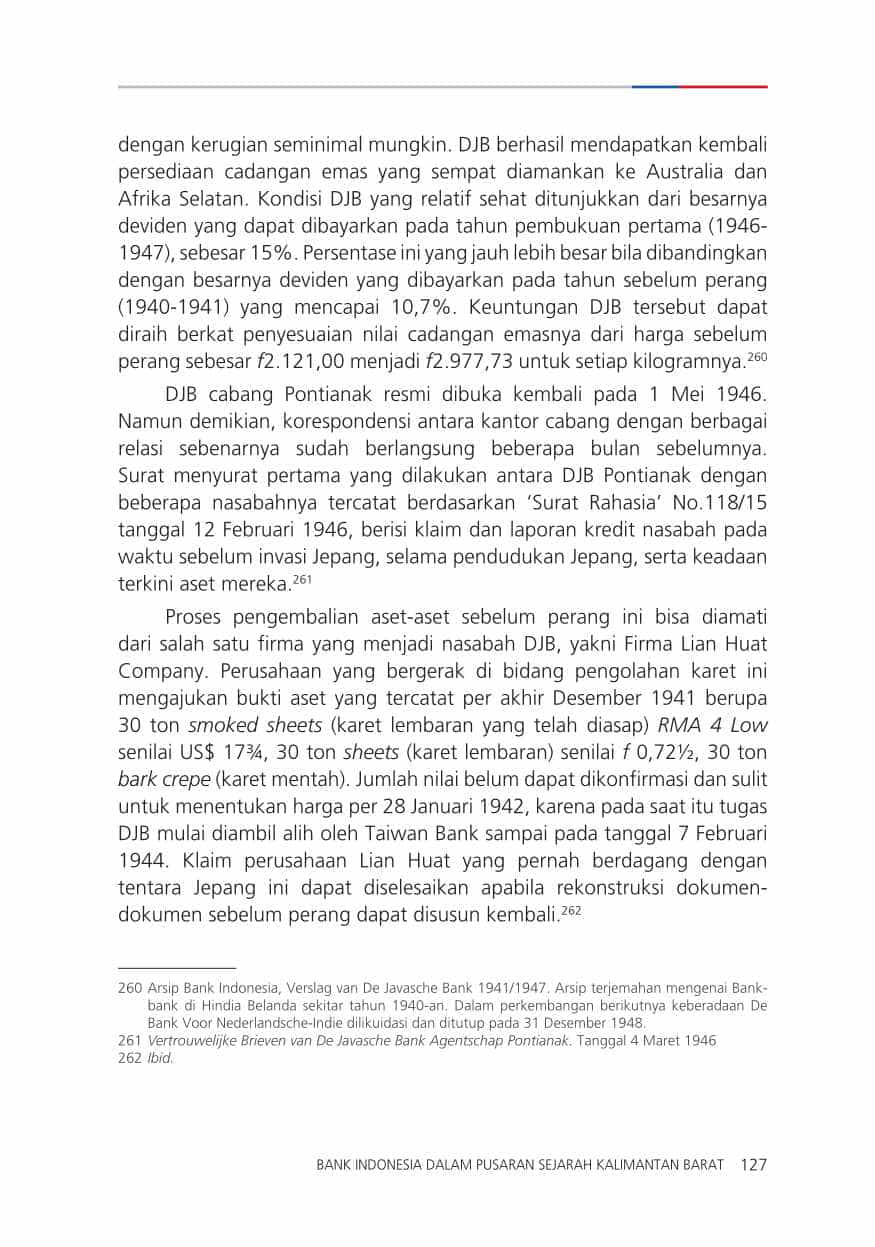 dengan kerugian seminimal mungkin. DJB berhasil mendapatkan kembali
persediaan cadangan emas yang sempat diamankan ke Australia dan
Afrika Selatan. Kondisi DJB yang relatif sehat ditunjukkan dari besarnya
deviden yang dapat dibayarkan pada tahun pembukuan pertama (1946-
1947), sebesar 15%. Persentase ini yang jauh lebih besar bila dibandingkan
dengan besarnya deviden yang dibayarkan pada tahun sebelum perang
(1940-1941) yang mencapai 10,7%. Keuntungan DJB tersebut dapat
diraih berkat penyesuaian nilai cadangan emasnya dari harga sebelum
perang sebesar f2.121,00 menjadi f2.977,73 untuk setiap kilogramnya.260
DJB cabang Pontianak resmi dibuka kembali pada 1 Mei 1946.
Namun demikian, korespondensi antara kantor cabang dengan berbagai
relasi sebenarnya sudah berlangsung beberapa bulan sebelumnya.
Surat menyurat pertama yang dilakukan antara DJB Pontianak dengan
beberapa nasabahnya tercatat berdasarkan ‘Surat Rahasia’ No.118/15
tanggal 12 Februari 1946, berisi klaim dan laporan kredit nasabah pada
waktu sebelum invasi Jepang, selama pendudukan Jepang, serta keadaan
terkini aset mereka.261
Proses pengembalian aset-aset sebelum perang ini bisa diamati
dari salah satu firma yang menjadi nasabah DJB, yakni Firma Lian Huat
Company. Perusahaan yang bergerak di bidang pengolahan karet ini
mengajukan bukti aset yang tercatat per akhir Desember 1941 berupa
30 ton smoked sheets (karet lembaran yang telah diasap) RMA 4 Low
senilai US$ 17¾, 30 ton sheets (karet lembaran) senilai f 0,72½, 30 ton
bark crepe (karet mentah). Jumlah nilai belum dapat dikonfirmasi dan sulit
untuk menentukan harga per 28 Januari 1942, karena pada saat itu tugas
DJB mulai diambil alih oleh Taiwan Bank sampai pada tanggal 7 Februari
1944. Klaim perusahaan Lian Huat yang pernah berdagang dengan
tentara Jepang ini dapat diselesaikan apabila rekonstruksi dokumen-
dokumen sebelum perang dapat disusun kembali.262
260 Arsip Bank Indonesia, Verslag van De Javasche Bank 1941/1947. Arsip terjemahan mengenai Bank-
bank di Hindia Belanda sekitar tahun 1940-an. Dalam perkembangan berikutnya keberadaan De
Bank Voor Nederlandsche-Indie dilikuidasi dan ditutup pada 31 Desember 1948.
261 Vertrouwelijke Brieven van De Javasche Bank Agentschap Pontianak. Tanggal 4 Maret 1946
262 Ibid.
BANK INDONESIA DALAM PUSARAN SEJARAH KALIMANTAN BARAT 127